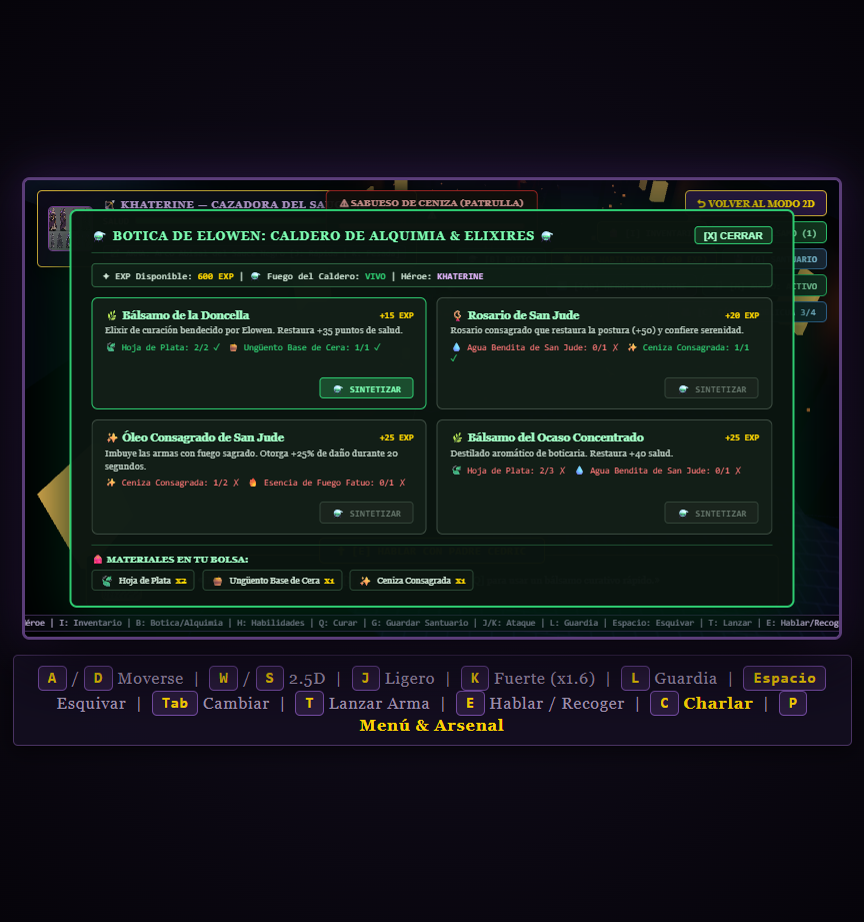 KHATERINE — CAZADORA DEL SA
⚠ SABUESO DE CENIZA (PATRULLA)
⮌ VOLVER AL MODO 2D
BOTICA DE ELOWEN: CALDERO DE ALQUIMIA & ELIXIRES
[X] CERRAR
O (1)
✦ EXP Disponible: 600 EXP | Fuego del Caldero: VIVO | Héroe: KHATERINE
Bálsamo de la Doncella +15 EXP
Elixir de curación bendecido por Elowen. Restaura +35 puntos de salud.
Hoja de Plata: 2/2 ✓ Ungüento Base de Cera: 1/1 ✓
SINTETIZAR
Rosario de San Jude +20 EXP
Rosario consagrado que restaura la postura (+50) y confiere serenidad.
Agua Bendita de San Jude: 0/1 ✗ Ceniza Consagrada: 1/1
✓
SINTETIZAR
3/4
Óleo Consagrado de San Jude +25 EXP
Imbuye las armas con fuego sagrado. Otorga +25% de daño durante 20
segundos.
Ceniza Consagrada: 1/2 ✗ Esencia de Fuego Fatuo: 0/1 ✗
SINTETIZAR
Bálsamo del Ocaso Concentrado +25 EXP
Destilado aromático de boticaria. Restaura +40 salud.
Hoja de Plata: 2/3 ✗ Agua Bendita de San Jude: 0/1 ✗
SINTETIZAR
MATERIALES EN TU BOLSA:
Hoja de Plata x2 Ungüento Base de Cera x1 Ceniza Consagrada x1
éroe | I: Inventario | B: Botica/Alquimia | H: Habilidades | Q: Curar | G: Guardar Santuario | J/K: Ataque | L: Guardia | Espacio: Esquivar | T: Lanzar | E: Hablar/Recog
A / D Moverse | W / S 2.5D | J Ligero | K Fuerte (x1.6) | L Guardia | Espacio
Esquivar | Tab Cambiar | T Lanzar Arma | E Hablar / Recoger | C Charlar | P
Menú & Arsenal